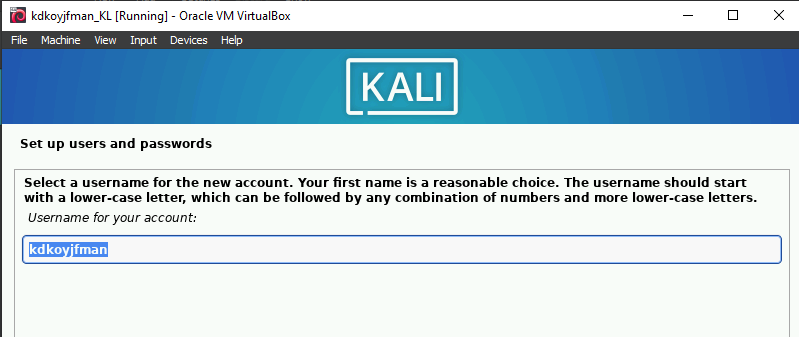 kdkoyjfman_KL [Running] - Oracle VM VirtualBox
File Machine View Input Devices Help
KALI
Set up users and passwords
Select a username for the new account. Your first name is a reasonable choice. The username should start
with a lower-case letter, which can be followed by any combination of numbers and more lower-case letters.
Username for your account:
kdkoyjfman